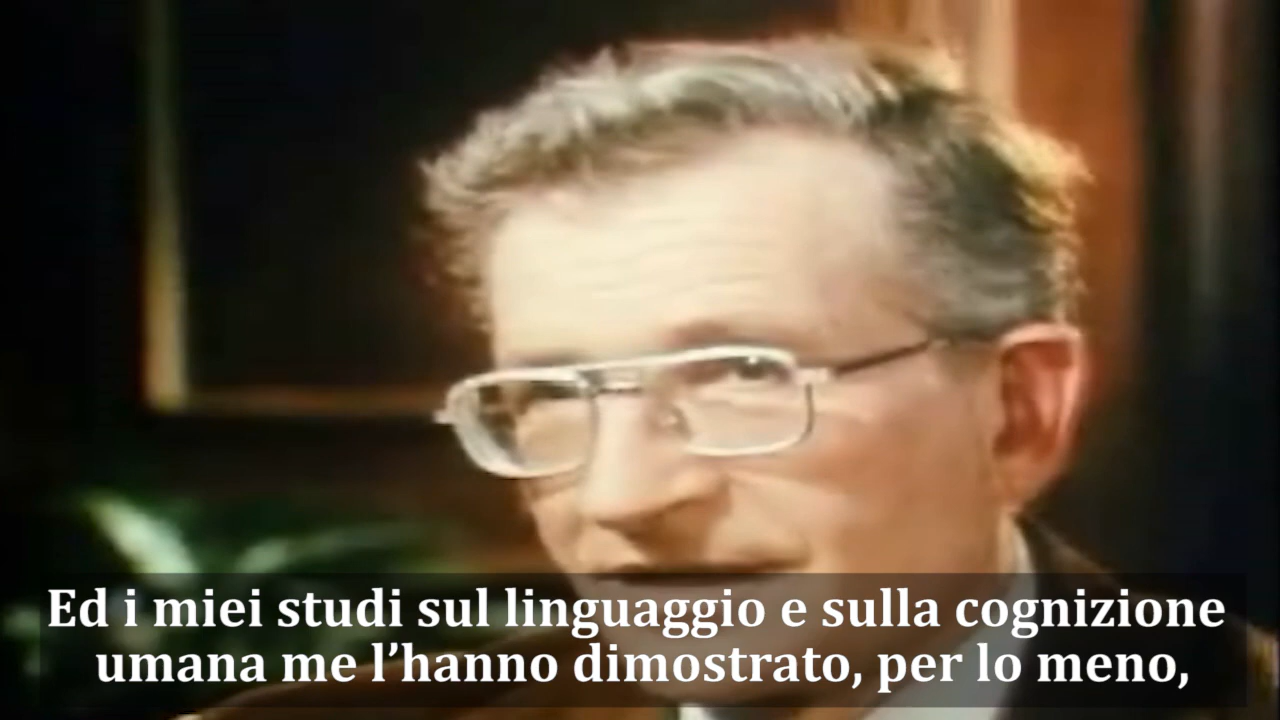 Ed i miei studi sul linguaggio e sulla cognizione
umana me l’hanno dimostrato, per lo meno,